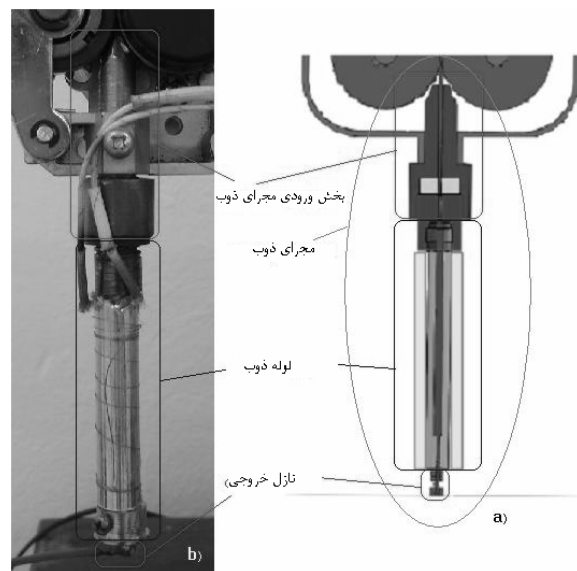 بخش ورودی مجرای ذوب
مجرای ذوب
لوله ذوب
نازل خروجی)
a)
b)